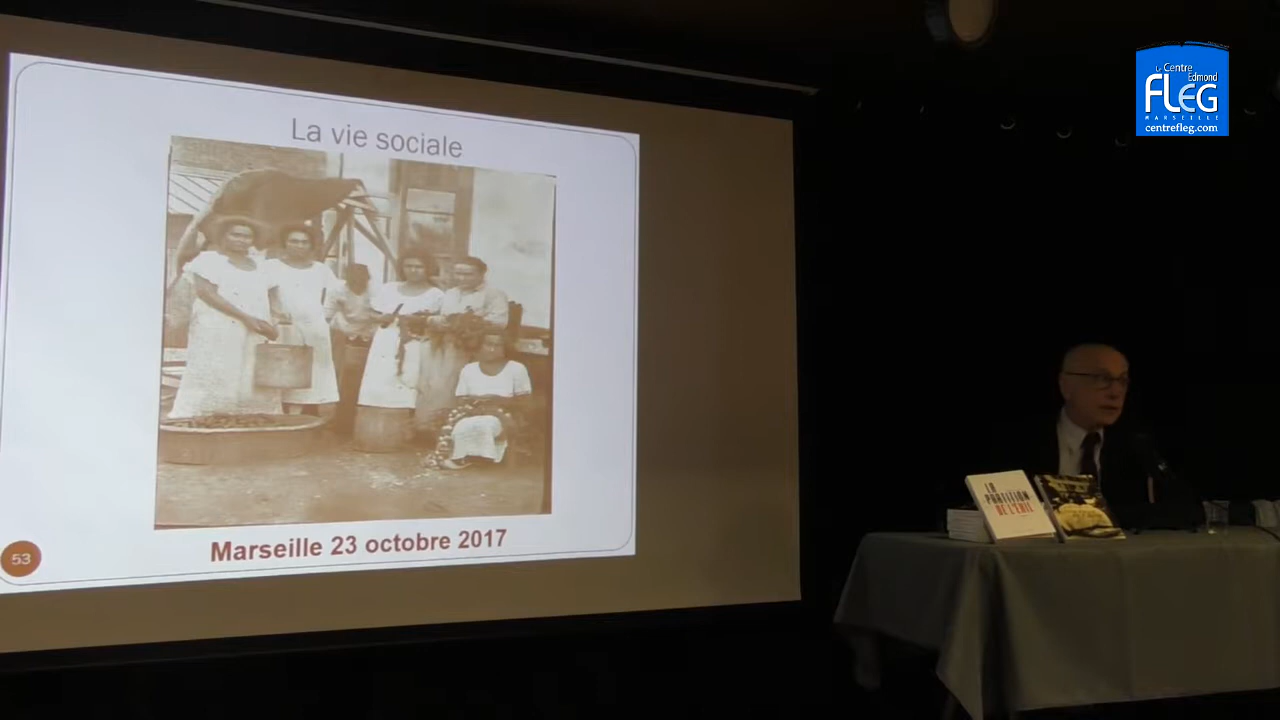 La vie sociale
Marseille 23 octobre 2017
53
Le Centre
Edmond
FLEG
MARSEILLE
centrefleg.com
LA
PARTITION
DE L'EXIL